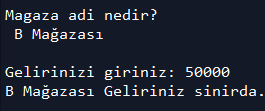 Magaza adi nedir?
B Mağazası
Gelirinizi giriniz: 50000
B Mağazası Geliriniz sinirda.